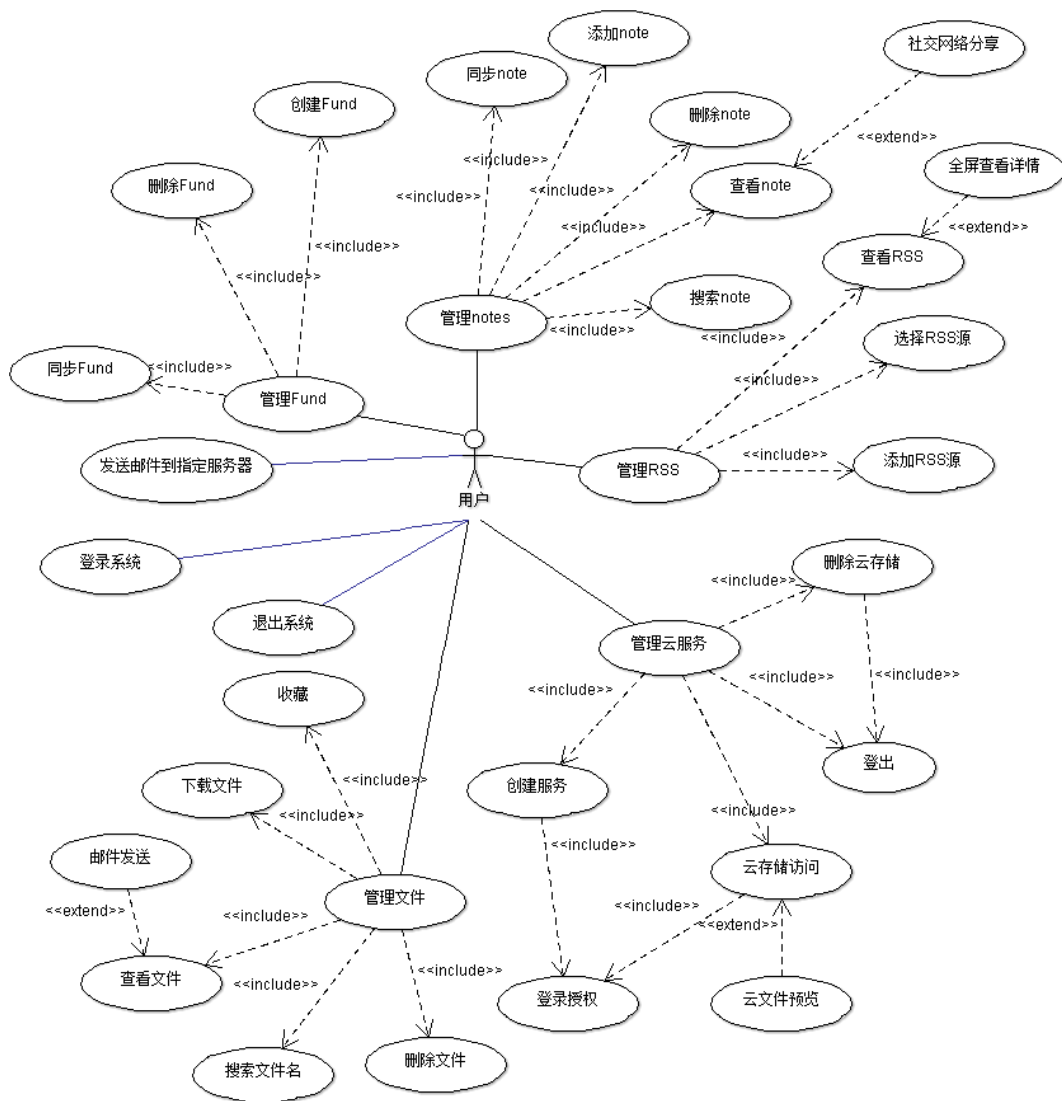 添加note
社交网络分享
同步note
创建Fund
删除note
<<extend>>
<<include>>
全屏查看详情
删除Fund
<<include>>
查看note
<<include>>
<<include>>
<<include>>
<<extend>>
<<include>>
查看RSS
<<include>>
搜索note
管理notes
<<include>>
<<include>>
选择RSS源
同步Fund
<<include>>
<<include>>
管理Fund
<<include>>
添加RSS源
发送邮件到指定服务器
管理RSS
用户
删除云存储
<<include>>
登录系统
退出系统
管理云服务
<<include>>
<<include>>
<<include>>
收藏
登出
下载文件
<<include>>
创建服务
<<include>>
<<include>>
<<include>>
邮件发送
云存储访问
管理文件
<<extend>>
<<include>>
<<include>>
<<extend>>
<<include>>
查看文件
<<include>>
登录授权
云文件预览
搜索文件名
删除文件